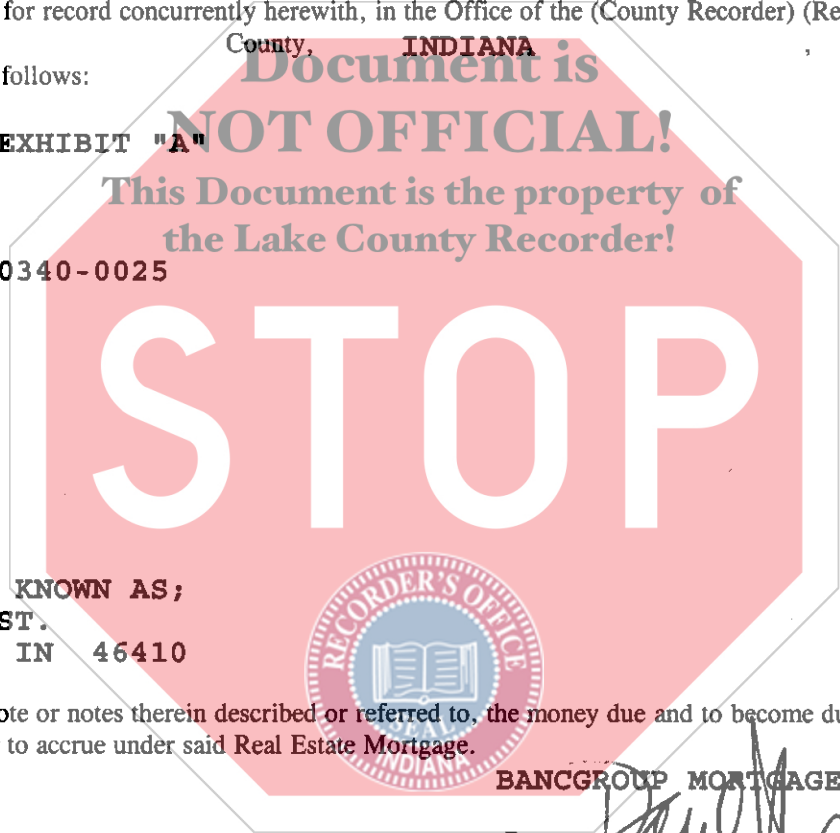 for record concurrently herewith, in the Office of the (County Recorder) (Re
County, INDIANA ,
Document is
follows:
NOT OFFICIAL!
EXHIBIT "A"
This Document is the property of
the Lake County Recorder!
0340-0025
STOP
KNOWN AS;
RECORDER'S OFFICE
ST.
IN 46410
SEAL
INDIANA
ote or notes therein described or referred to, the money due and to become du
to accrue under said Real Estate Mortgage.
BANCGROUP MORTGAGE